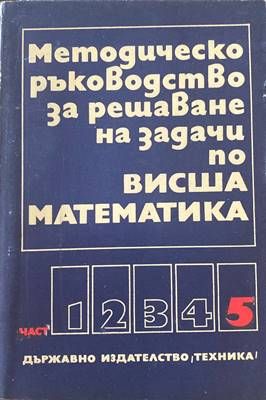 Методическо
ръководство
за решаване
на задачи
по
ВИСША
МАТЕМАТИКА
ЧАСТ 1 2 3 4 5
ДЪРЖАВНО ИЗДАТЕЛСТВО „ТЕХНИКА“